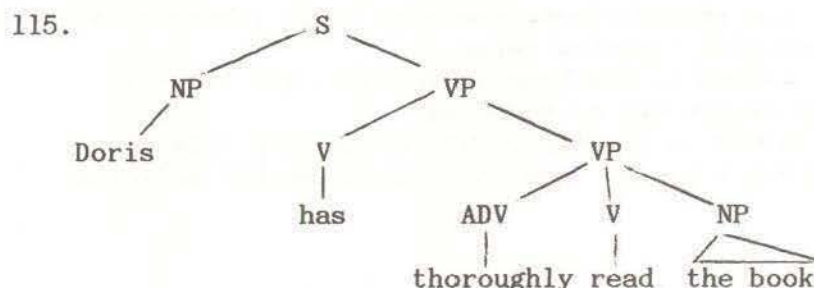 115. S
NP VP
Doris V VP
has ADV V NP
thoroughly read the book